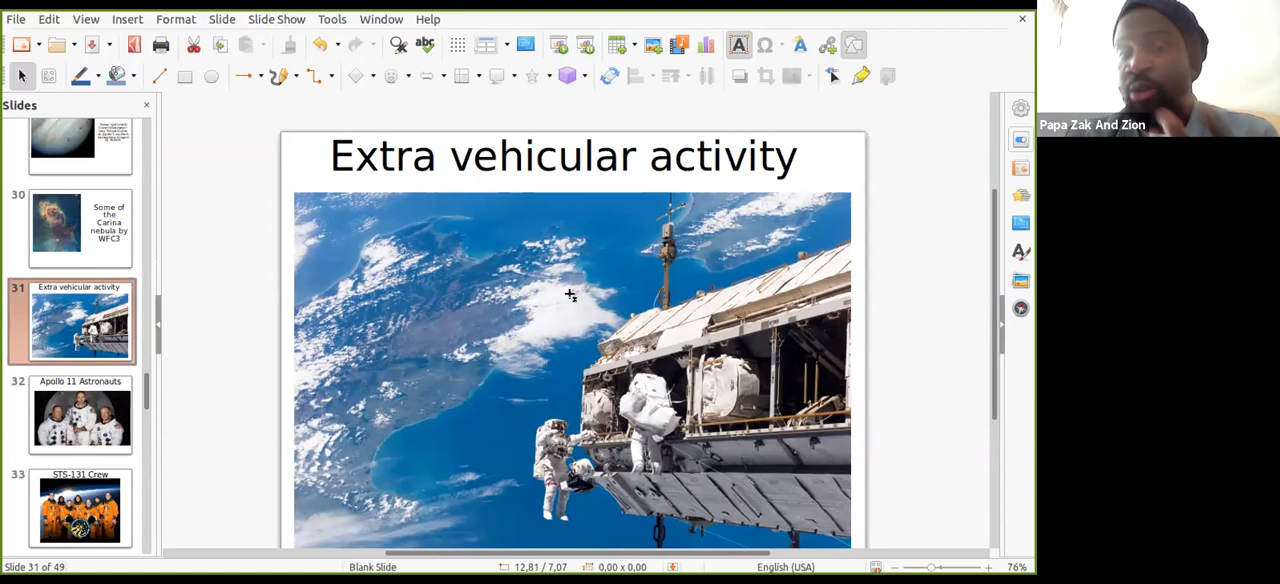 File Edit View Insert Format Slide Slide Show Tools Window Help
Slides
30
Some of
the
Carina
nebula by
WFC3
31
Extra vehicular activity
32
Apollo 11 Astronauts
33
STS-131 Crew
Extra vehicular activity
Papa Zak And Zion
Slide 31 of 49
Blank Slide
12,81 / 7,07
0,00 x 0,00
English (USA)
76%